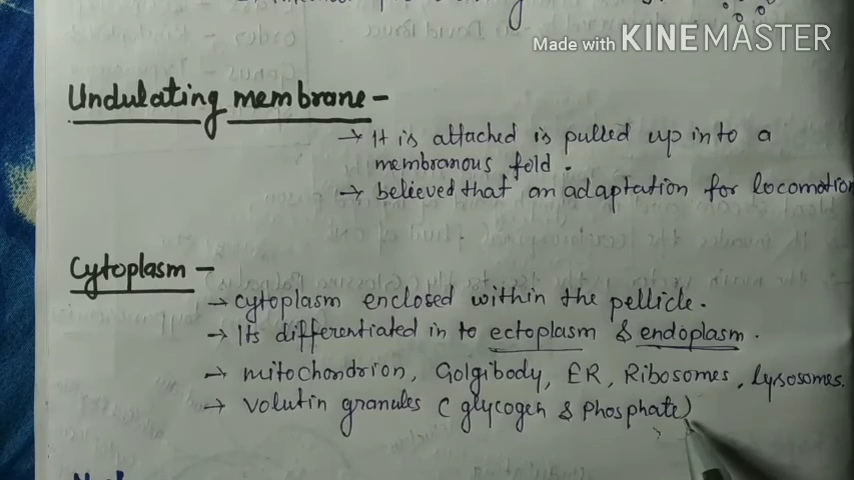 Made with KINEMASTER
Undulating membrane -
→ It is attached is pulled up into a
membranous fold.
→ believed that an adaptation for locomotion
Cytoplasm -
→ cytoplasm enclosed within the pellicle.
→ Its differentiated in to ectoplasm & endoplasm.
→ mitochondrion, Golgibody, ER, Ribosomes, lysosomes.
→ volutin granules ( glycogen & phosphate)